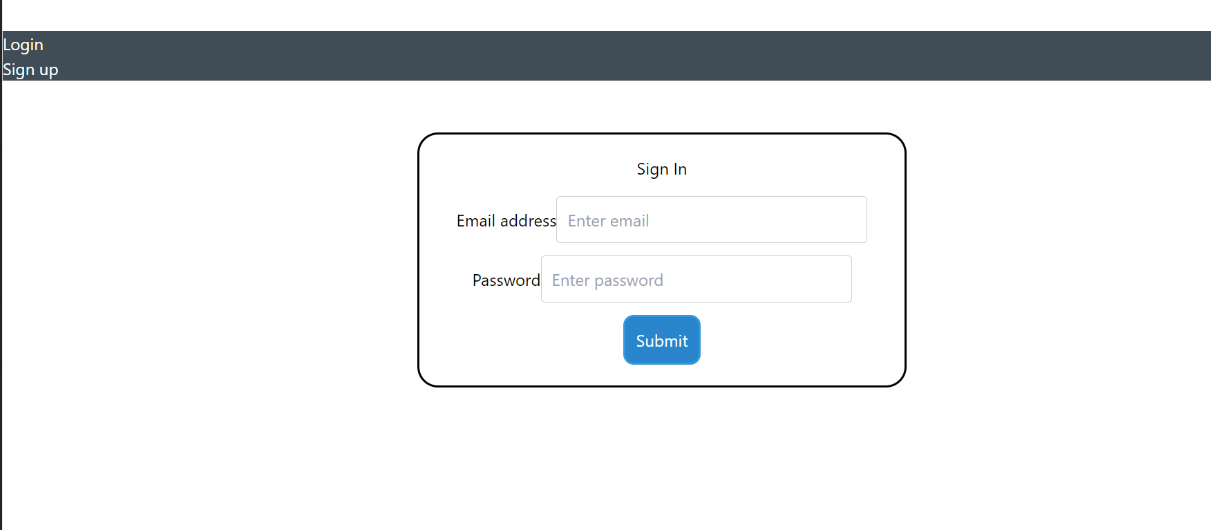 Login
Sign up
Sign In
Email address Enter email
Password Enter password
Submit